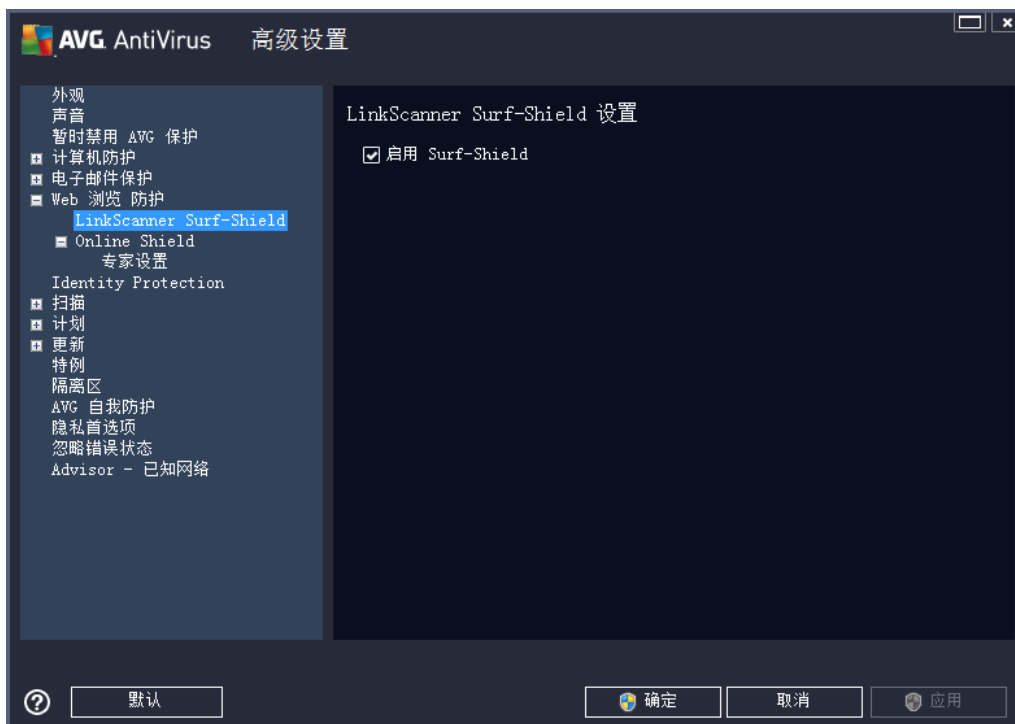 AVG. AntiVirus 高级设置
外观
声音
暂时禁用 AVG 保护
计算机防护
电子邮件保护
Web 浏览 防护
LinkScanner Surf-Shield
Online Shield
专家设置
Identity Protection
扫描
计划
更新
特例
隔离区
AVG 自我防护
隐私首选项
忽略错误状态
Advisor - 已知网络
LinkScanner Surf-Shield 设置
启用 Surf-Shield
默认
确定
取消
应用